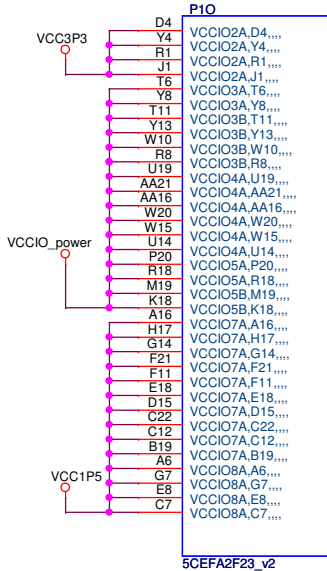 P1O
VCC3P3
D4 VCCIO2A,D4,,,,
Y4 VCCIO2A,Y4,,,,
R1 VCCIO2A,R1,,,,
J1 VCCIO2A,J1,,,,
T6 VCCIO3A,T6,,,,
Y8 VCCIO3A,Y8,,,,
T11 VCCIO3B,T11,,,,
Y13 VCCIO3B,Y13,,,,
W10 VCCIO3B,W10,,,,
R8 VCCIO3B,R8,,,,
U19 VCCIO4A,U19,,,,
AA21 VCCIO4A,AA21,,,,
AA16 VCCIO4A,AA16,,,,
W20 VCCIO4A,W20,,,,
W15 VCCIO4A,W15,,,,
VCCIO_power
U14 VCCIO4A,U14,,,,
P20 VCCIO5A,P20,,,,
R18 VCCIO5A,R18,,,,
M19 VCCIO5B,M19,,,,
K18 VCCIO5B,K18,,,,
A16 VCCIO7A,A16,,,,
H17 VCCIO7A,H17,,,,
G14 VCCIO7A,G14,,,,
F21 VCCIO7A,F21,,,,
F11 VCCIO7A,F11,,,,
E18 VCCIO7A,E18,,,,
D15 VCCIO7A,D15,,,,
C22 VCCIO7A,C22,,,,
C12 VCCIO7A,C12,,,,
B19 VCCIO7A,B19,,,,
A6 VCCIO8A,A6,,,,
VCC1P5
G7 VCCIO8A,G7,,,,
E8 VCCIO8A,E8,,,,
C7 VCCIO8A,C7,,,,
5CEFA2F23_v2